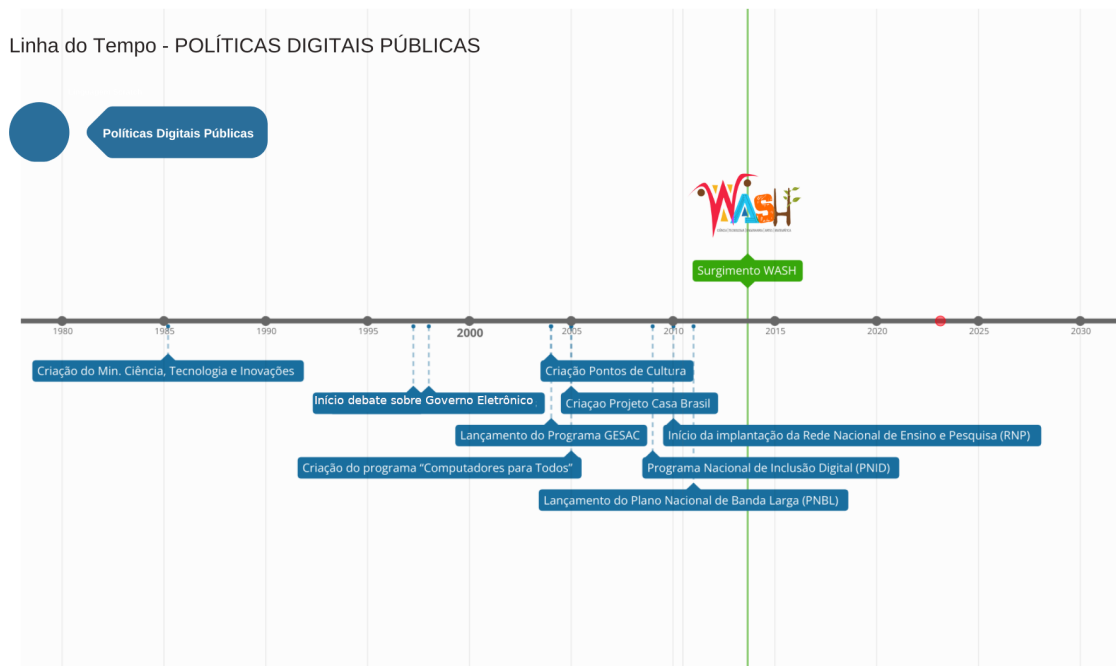 Linha do Tempo - POLÍTICAS DIGITAIS PÚBLICAS
Políticas Digitais Públicas
WASH
Surgimento WASH
1980
1985
1990
1995
2000
2005
2010
2015
2020
2025
2030
Criação do Min. Ciência, Tecnologia e Inovações
Criação Pontos de Cultura
Início debate sobre Governo Eletrônico
Criaçao Projeto Casa Brasil
Lançamento do Programa GESAC
Início da implantação da Rede Nacional de Ensino e Pesquisa (RNP)
Criação do programa “Computadores para Todos”
Programa Nacional de Inclusão Digital (PNID)
Lançamento do Plano Nacional de Banda Larga (PNBL)